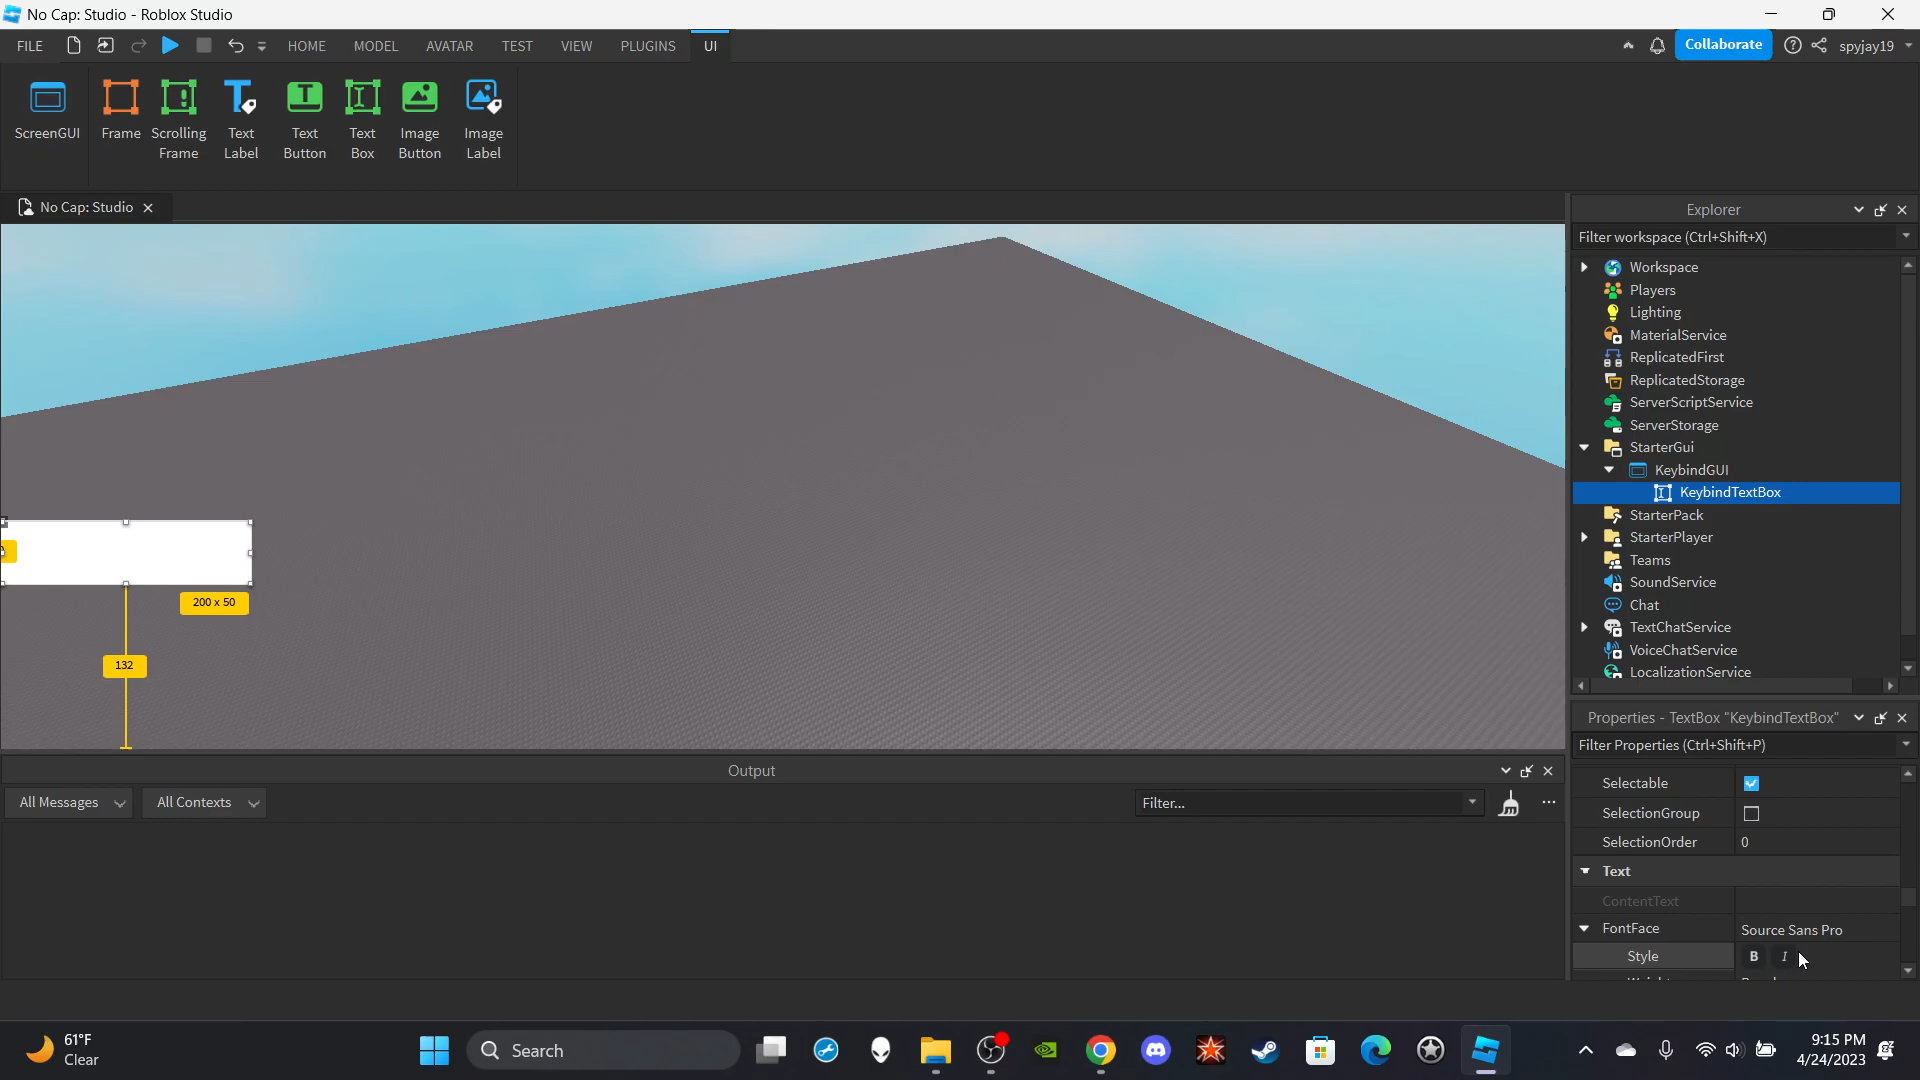 No Cap: Studio - Roblox Studio
FILE
HOME
MODEL
AVATAR
TEST
VIEW
PLUGINS
UI
Collaborate
spyjay19
ScreenGUI
Frame
Scrolling
Frame
Text
Label
Text
Button
Text
Box
Image
Button
Image
Label
No Cap: Studio
200 x 50
132
Explorer
Filter workspace (Ctrl+Shift+X)
Workspace
Players
Lighting
MaterialService
ReplicatedFirst
ReplicatedStorage
ServerScriptService
ServerStorage
StarterGui
KeybindGUI
KeybindTextBox
StarterPack
StarterPlayer
Teams
SoundService
Chat
TextChatService
VoiceChatService
LocalizationService
Properties - TextBox "KeybindTextBox"
Filter Properties (Ctrl+Shift+P)
Selectable
SelectionGroup
SelectionOrder 0
Text
ContentText
FontFace Source Sans Pro
Style B I
Output
All Messages
All Contexts
Filter...
61°F
Clear
Search
9:15 PM
4/24/2023